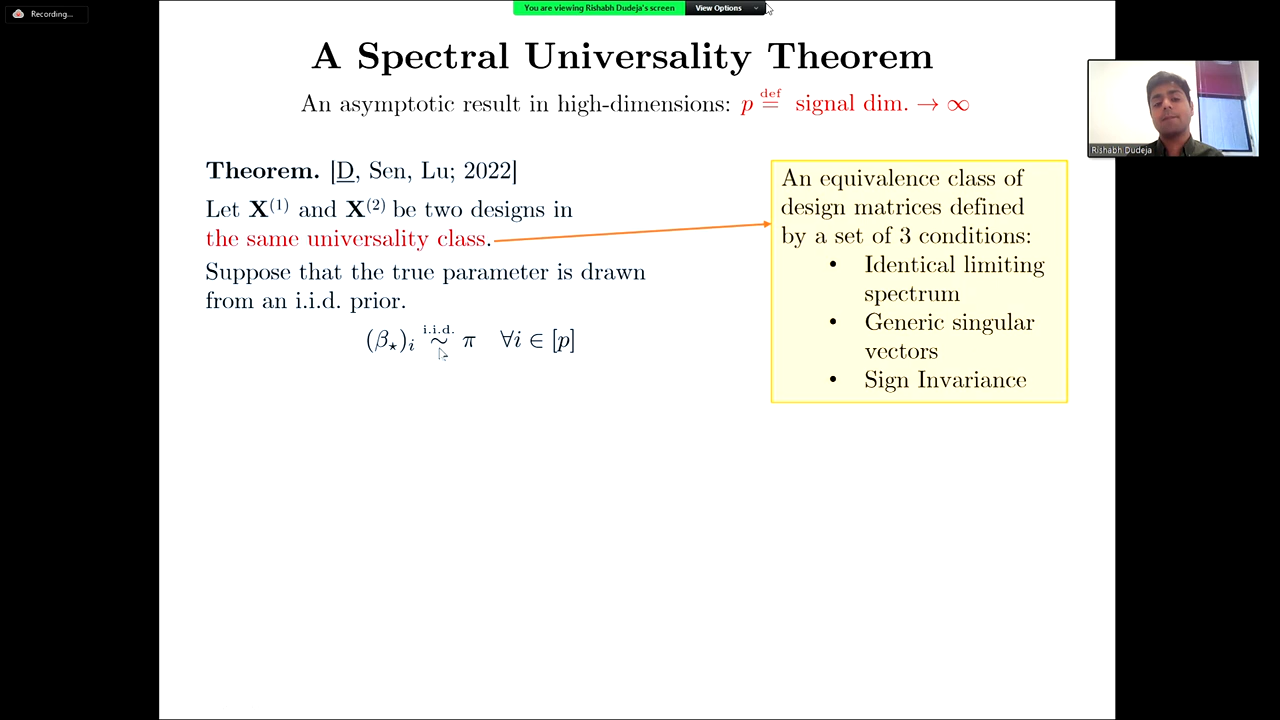 Recording...
You are viewing Rishabh Dudeja's screen
View Options
A Spectral Universality Theorem
An asymptotic result in high-dimensions: p def= signal dim. → ∞
Rishabh Dudeja
Theorem. [D, Sen, Lu; 2022]
Let X⁽¹⁾ and X⁽²⁾ be two designs in
the same universality class.
Suppose that the true parameter is drawn
from an i.i.d. prior.
(β⋆)ᵢ i.i.d.∼ π ∀i ∈ [p]
An equivalence class of
design matrices defined
by a set of 3 conditions:
• Identical limiting
spectrum
• Generic singular
vectors
• Sign Invariance